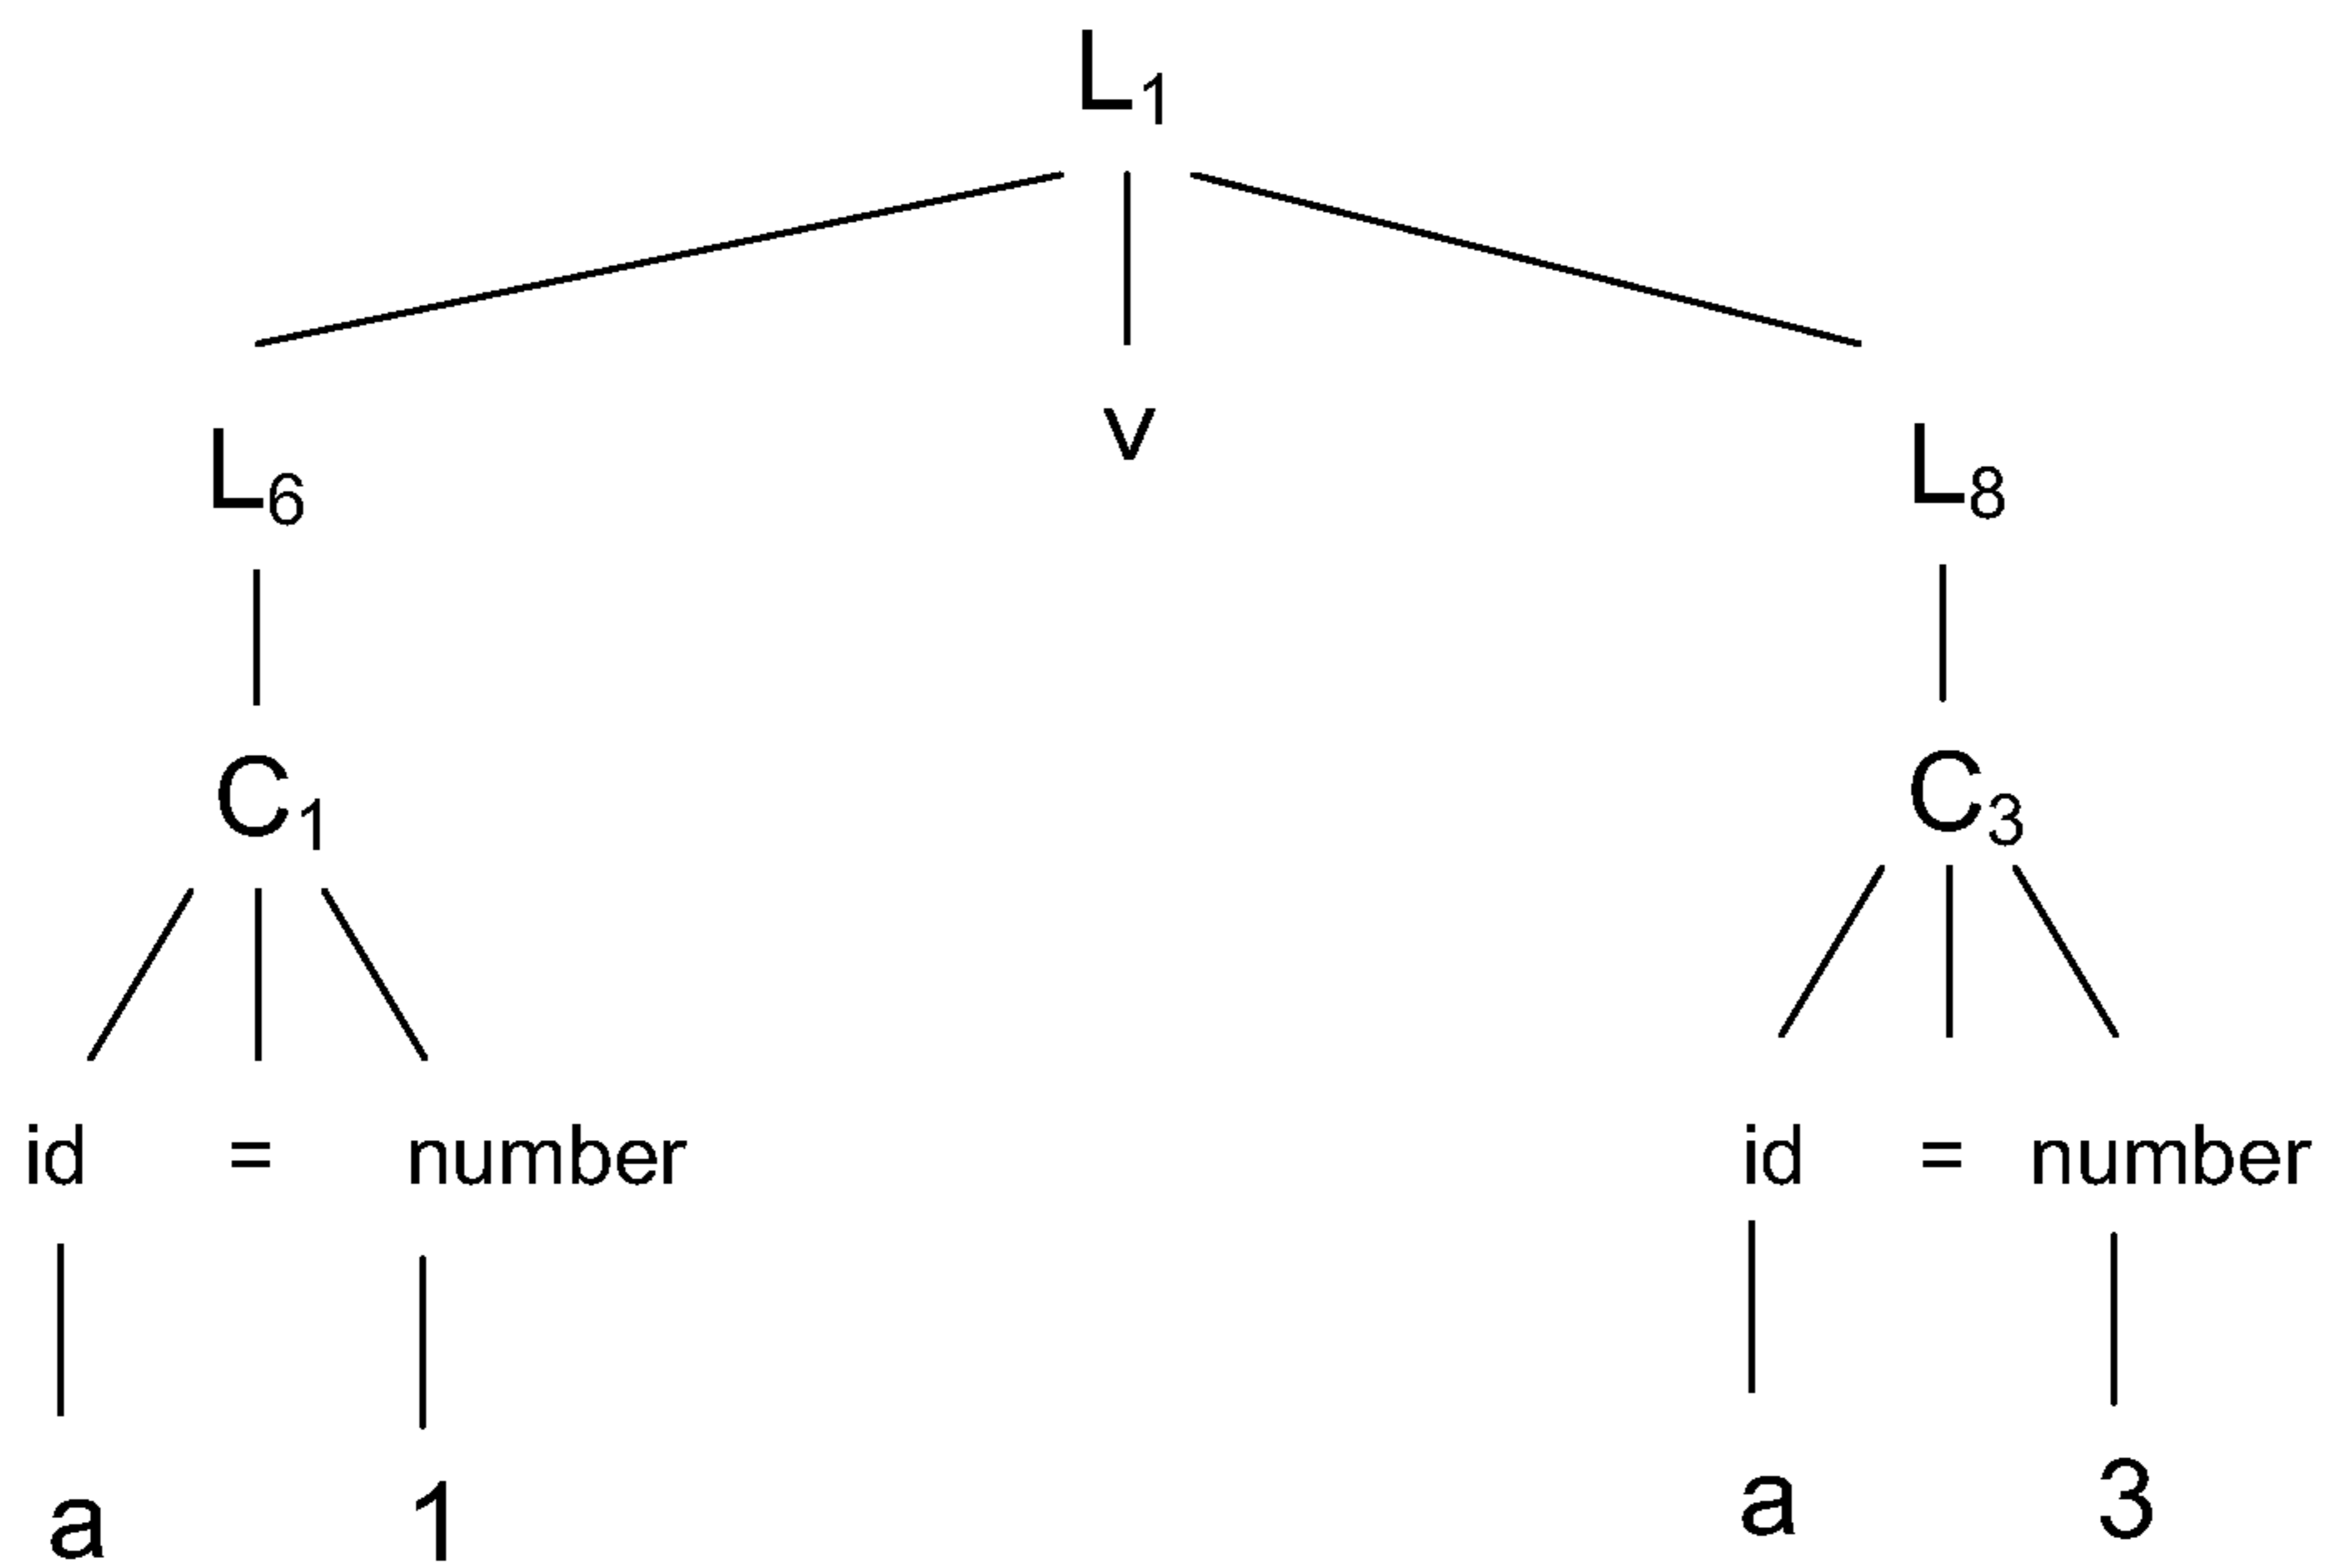 L₁
L₆ v L₈
C₁ C₃
id = number id = number
a 1 a 3